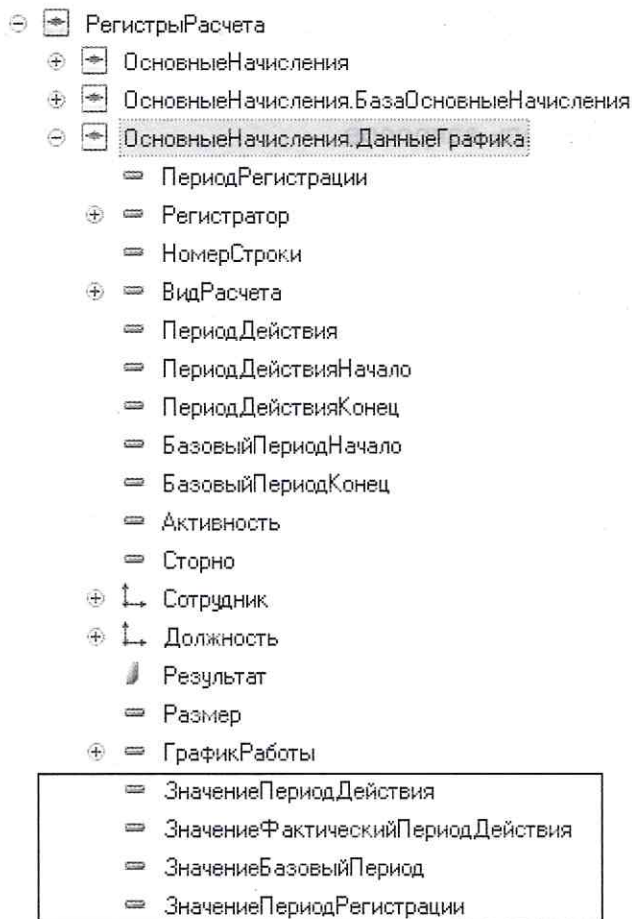 РегистрыРасчета
ОсновныеНачисления
ОсновныеНачисления.БазаОсновныеНачисления
ОсновныеНачисления.ДанныеГрафика
ПериодРегистрации
Регистратор
НомерСтроки
ВидРасчета
ПериодДействия
ПериодДействияНачало
ПериодДействияКонец
БазовыйПериодНачало
БазовыйПериодКонец
Активность
Сторно
Сотрудник
Должность
Результат
Размер
ГрафикРаботы
ЗначениеПериодДействия
ЗначениеФактическийПериодДействия
ЗначениеБазовыйПериод
ЗначениеПериодРегистрации